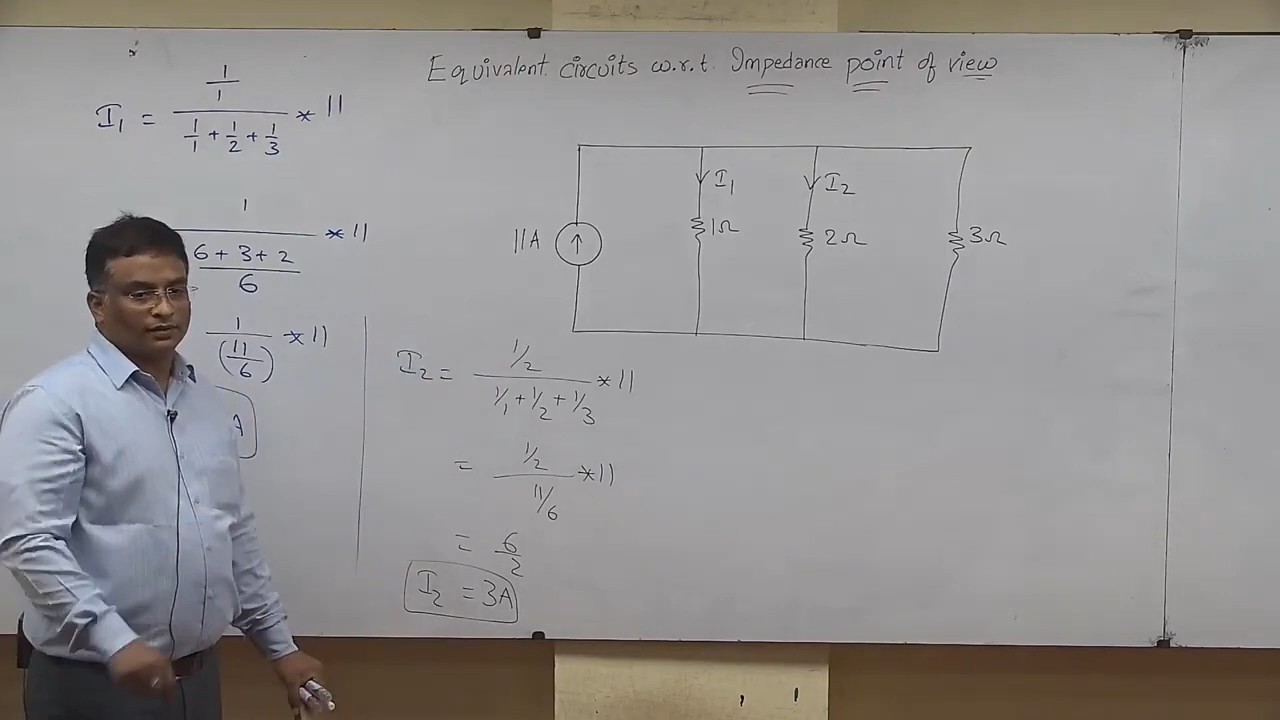 Equivalent circuits w.r.t. Impedance point of view
I₁ = (1/1) / (1/1 + 1/2 + 1/3) * 11
1 / ((6 + 3 + 2)/6) * 11
1 / (11/6) * 11
A
11A
I₁
1Ω
I₂
2Ω
3Ω
I₂ = (1/2) / (1/1 + 1/2 + 1/3) * 11
= (1/2) / (11/6) * 11
= 6/2
I₂ = 3A